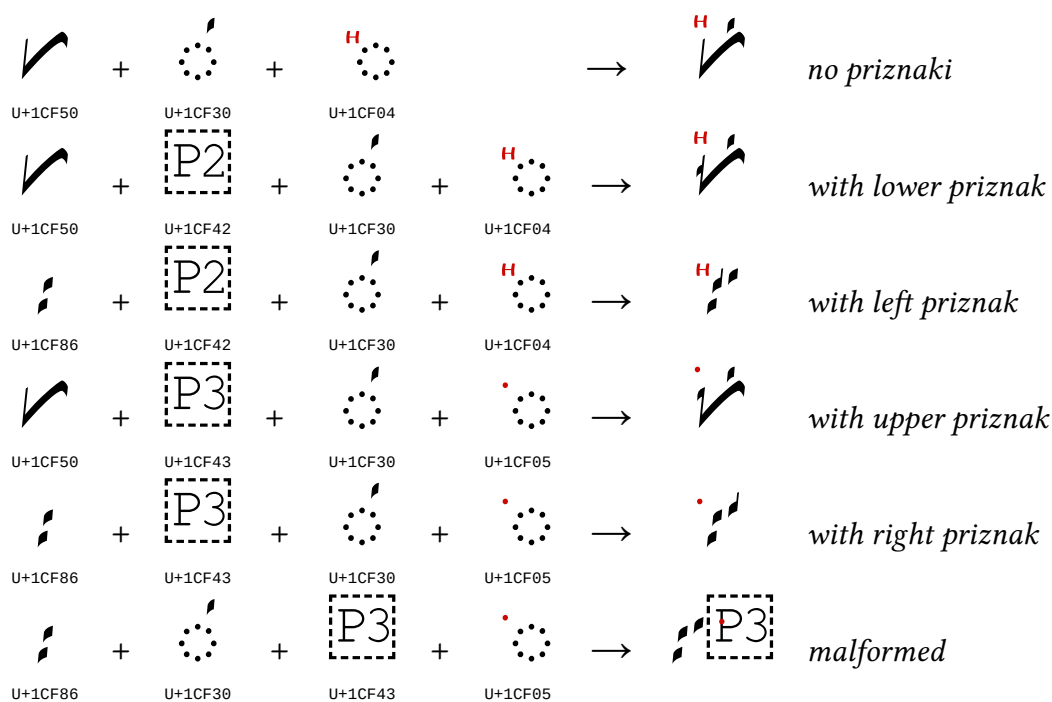 + + → no priznaki
U+1CF50 U+1CF30 U+1CF04
+ P2 + + → with lower priznak
U+1CF50 U+1CF42 U+1CF30 U+1CF04
+ P2 + + → with left priznak
U+1CF86 U+1CF42 U+1CF30 U+1CF04
+ P3 + + → with upper priznak
U+1CF50 U+1CF43 U+1CF30 U+1CF05
+ P3 + + → with right priznak
U+1CF86 U+1CF43 U+1CF30 U+1CF05
+ + P3 + → P3 malformed
U+1CF86 U+1CF30 U+1CF43 U+1CF05